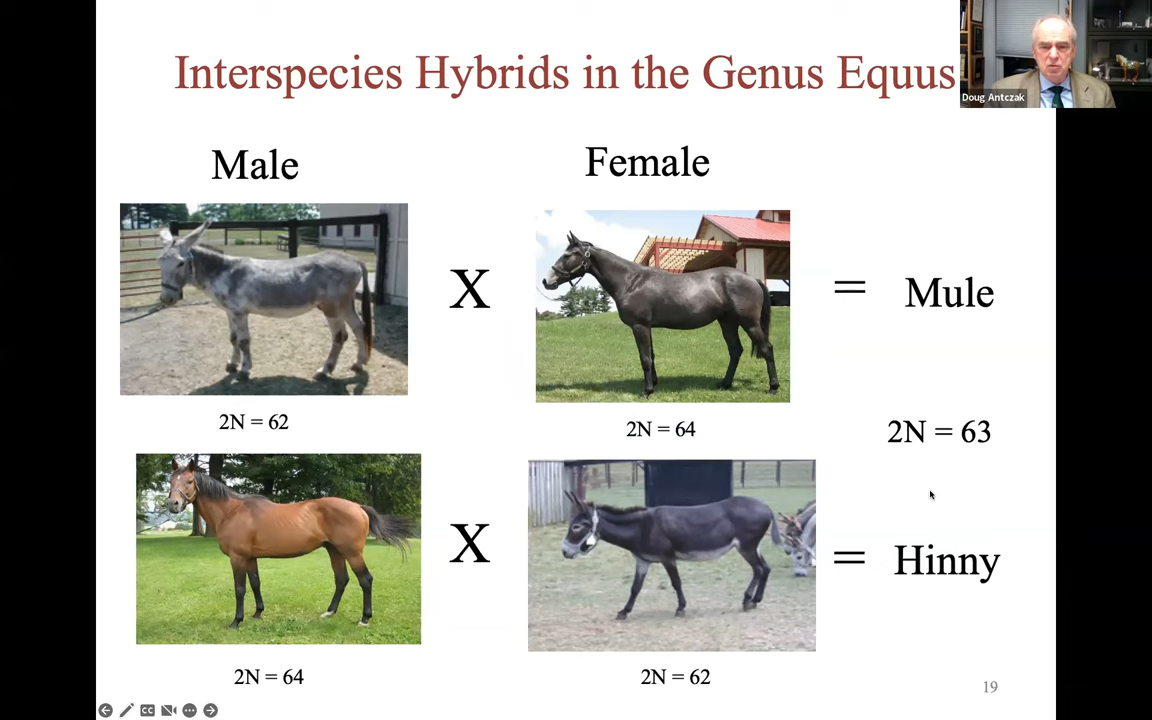 Interspecies Hybrids in the Genus Equus
Doug Antczak
Male
Female
X
=
Mule
2N = 62
2N = 64
2N = 63
X
=
Hinny
2N = 64
2N = 62
19
CC